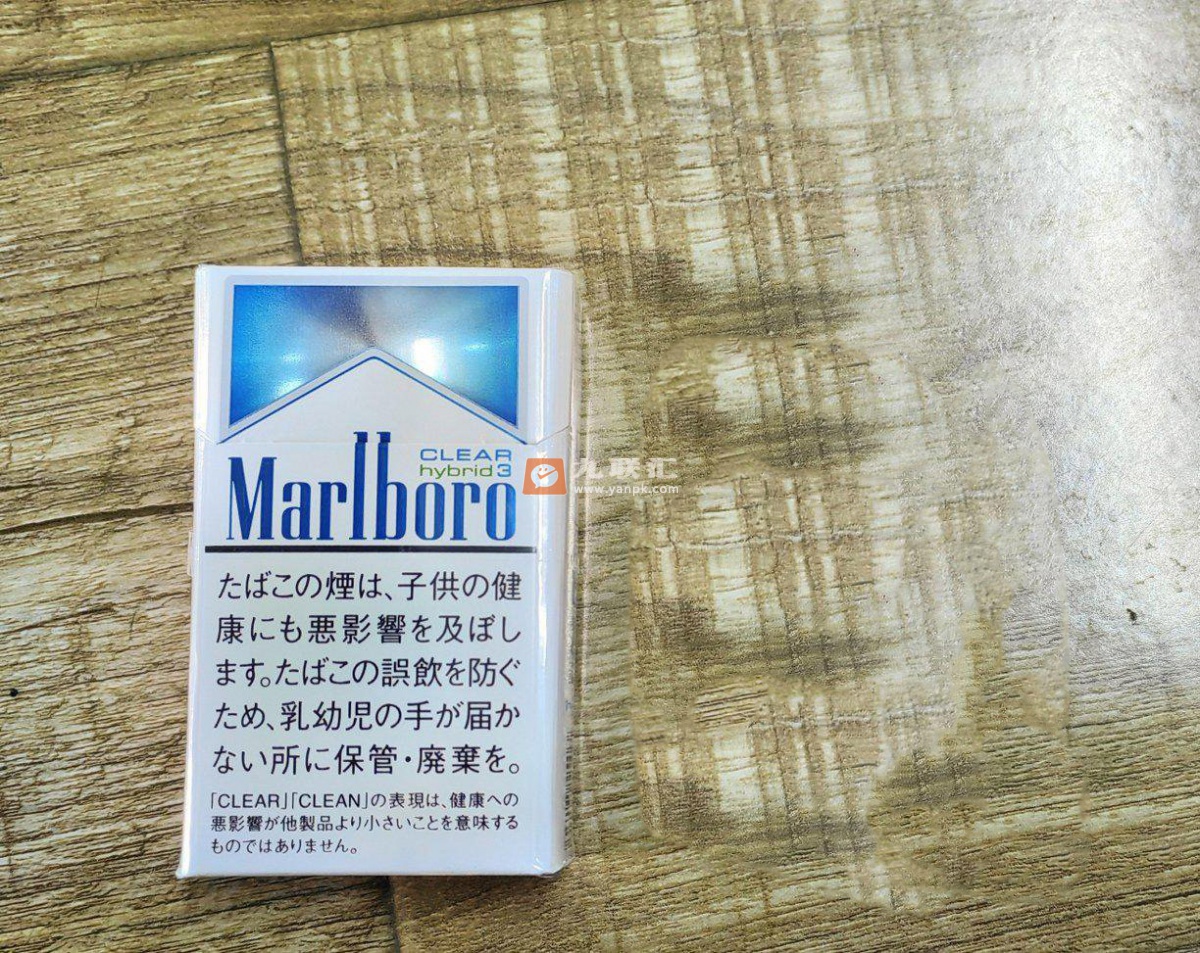 CLEAR
hybrid 3
Marlboro
九联汇
www.yanpk.com
たばこの煙は、子供の健
康にも悪影響を及ぼし
ます。たばこの誤飲を防ぐ
ため、乳幼児の手が届か
ない所に保管・廃棄を。
「CLEAR」「CLEAN」の表現は、健康への
悪影響が他製品より小さいことを意味する
ものではありません。